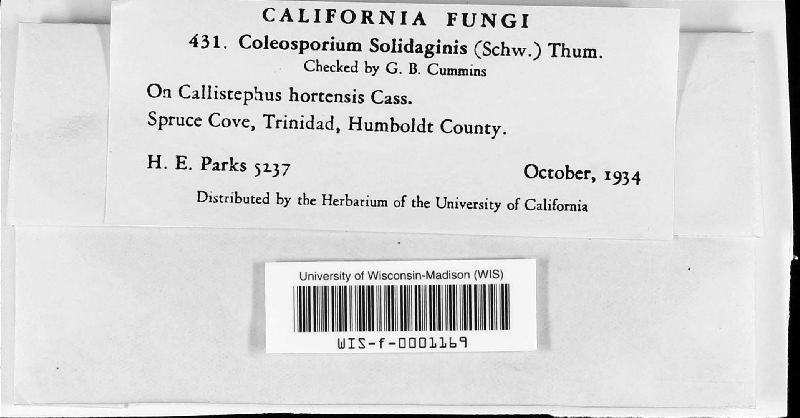 CALIFORNIA FUNGI
431. Coleosporium Solidaginis (Schw.) Thum.
Checked by G. B. Cummins
On Callistephus hortensis Cass.
Spruce Cove, Trinidad, Humboldt County.
H. E. Parks 5237 October, 1934
Distributed by the Herbarium of the University of California
University of Wisconsin-Madison (WIS)
WIS-f-0001169